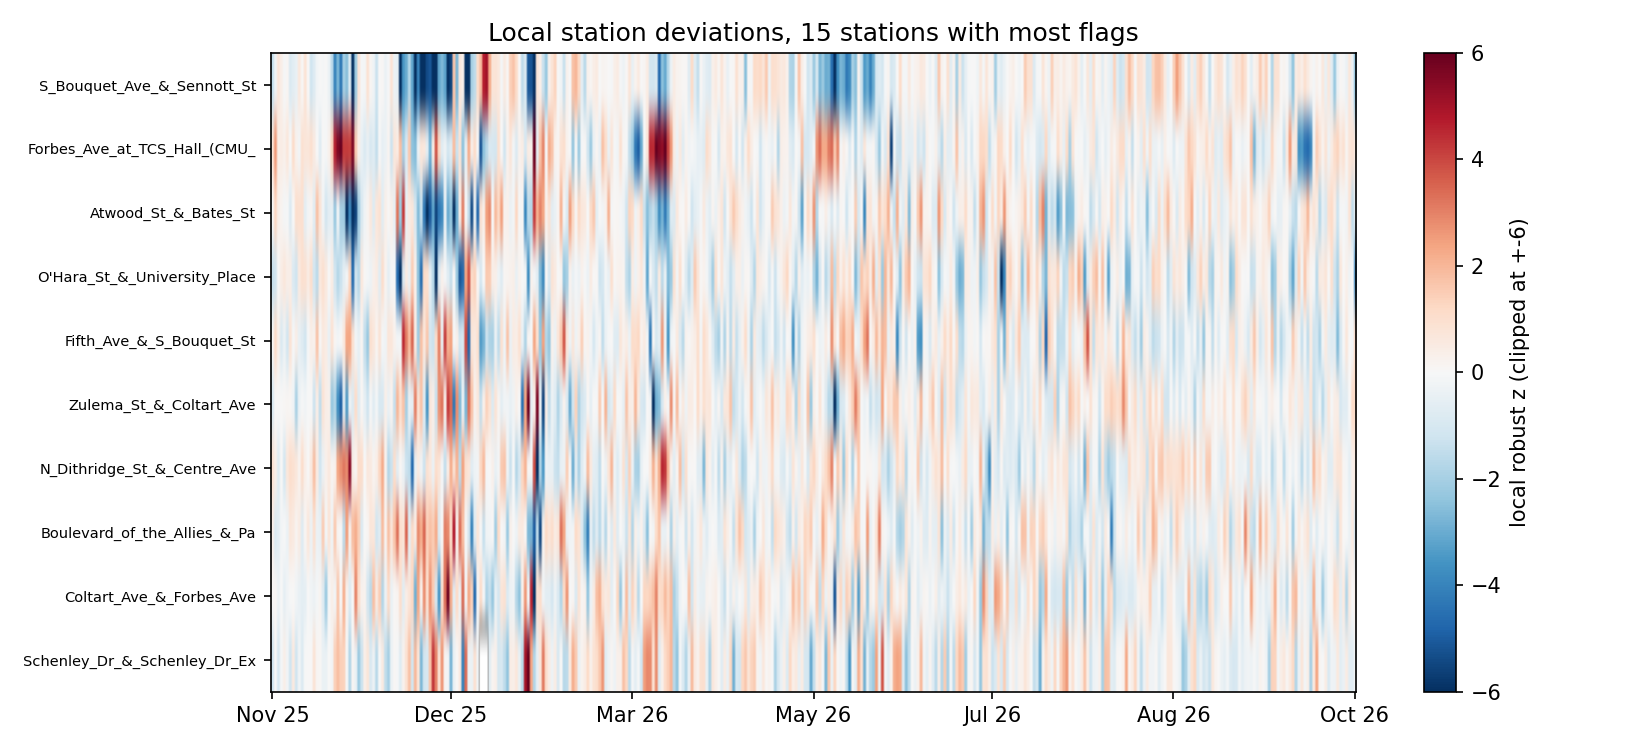 Local station deviations, 15 stations with most flags
S_Bouquet_Ave_&_Sennott_St
Forbes_Ave_at_TCS_Hall_(CMU_
Atwood_St_&_Bates_St
O'Hara_St_&_University_Place
Fifth_Ave_&_S_Bouquet_St
Zulema_St_&_Coltart_Ave
N_Dithridge_St_&_Centre_Ave
Boulevard_of_the_Allies_&_Pa
Coltart_Ave_&_Forbes_Ave
Schenley_Dr_&_Schenley_Dr_Ex
Nov 25 Dec 25 Mar 26 May 26 Jul 26 Aug 26 Oct 26
6
4
2
0
−2
−4
−6
local robust z (clipped at +-6)